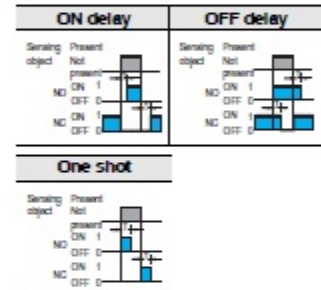 ON delay
Sensing object
Present
Not present
NO ON 1
OFF 0
NC ON 1
OFF 0
OFF delay
Sensing object
Present
Not present
NO ON 1
OFF 0
NC ON 1
OFF 0
One shot
Sensing object
Present
Not present
NO ON 1
OFF 0
NC ON 1
OFF 0